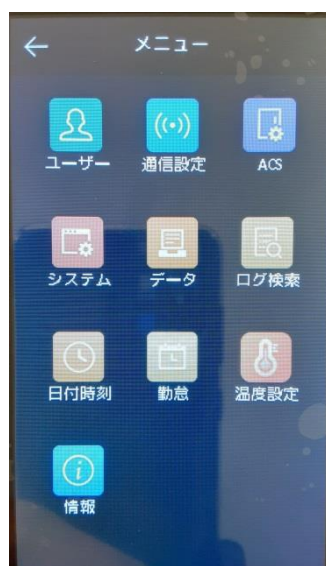 メニュー
ユーザー 通信設定 ACS
システム データ ログ検索
日付時刻 勤怠 温度設定
情報